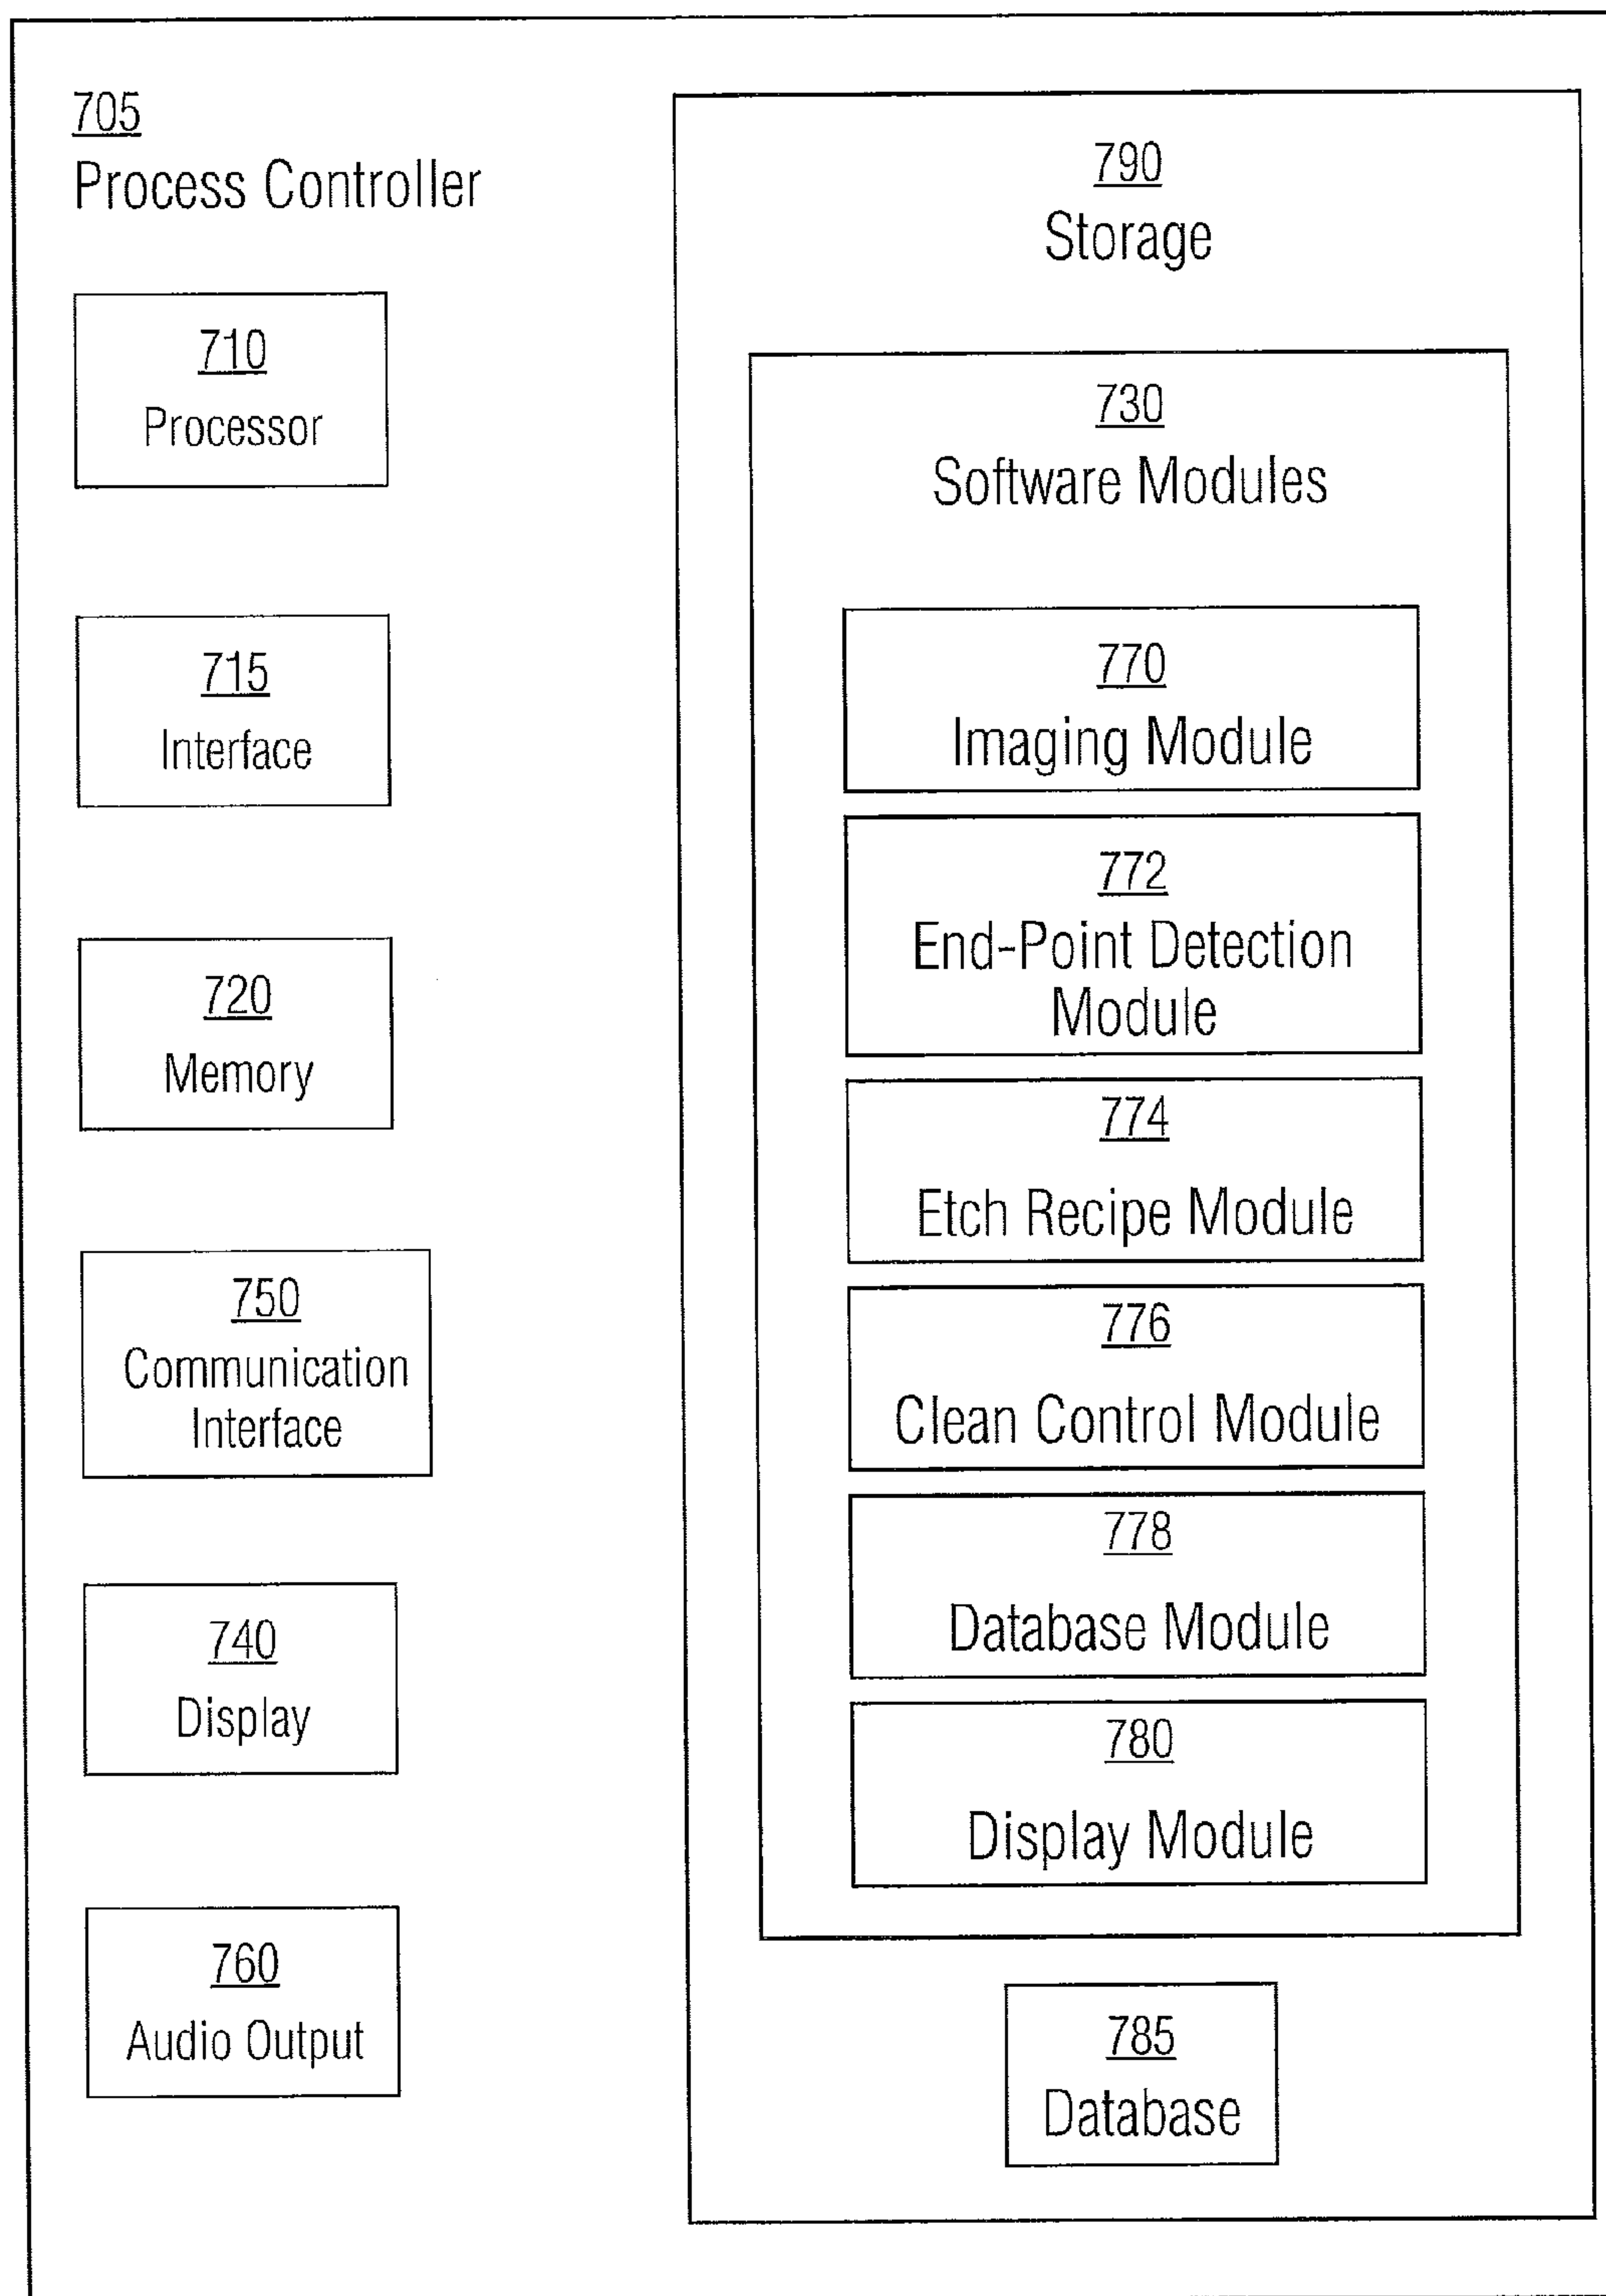 705
Process Controller
710
Processor
715
Interface
720
Memory
750
Communication
Interface
740
Display
760
Audio Output
790
Storage
730
Software Modules
770
Imaging Module
772
End-Point Detection
Module
774
Etch Recipe Module
776
Clean Control Module
778
Database Module
780
Display Module
785
Database